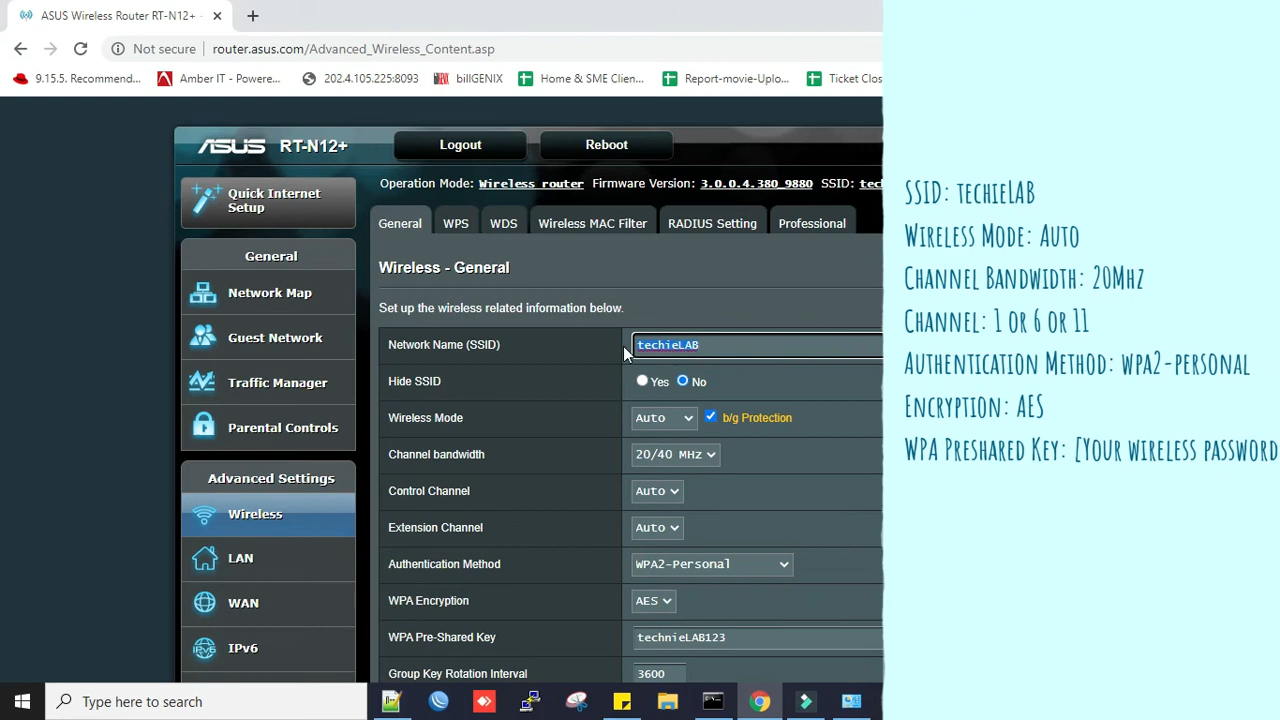 ASUS Wireless Router RT-N12+ -
Not secure router.asus.com/Advanced_Wireless_Content.asp
9.15.5. Recommend... Amber IT - Powere... 202.4.105.225:8093 billGENIX Home & SME Clien... Report-movie-Uplo... Ticket Clos
ASUS RT-N12+ Logout Reboot
Quick Internet
Setup
Operation Mode: Wireless router Firmware Version: 3.0.0.4.380_9880 SSID: tec
General WPS WDS Wireless MAC Filter RADIUS Setting Professional
General
Network Map
Guest Network
Traffic Manager
Parental Controls
Advanced Settings
Wireless
LAN
WAN
IPv6
Wireless - General
Set up the wireless related information below.
Network Name (SSID) techieLAB
Hide SSID Yes No
Wireless Mode Auto b/g Protection
Channel bandwidth 20/40 MHz
Control Channel Auto
Extension Channel Auto
Authentication Method WPA2-Personal
WPA Encryption AES
WPA Pre-Shared Key technieLAB123
Group Key Rotation Interval 3600
SSID: techieLAB
Wireless Mode: Auto
Channel Bandwidth: 20Mhz
Channel: 1 or 6 or 11
Authentication Method: wpa2-personal
Encryption: AES
WPA Preshared Key: [Your wireless password
Type here to search